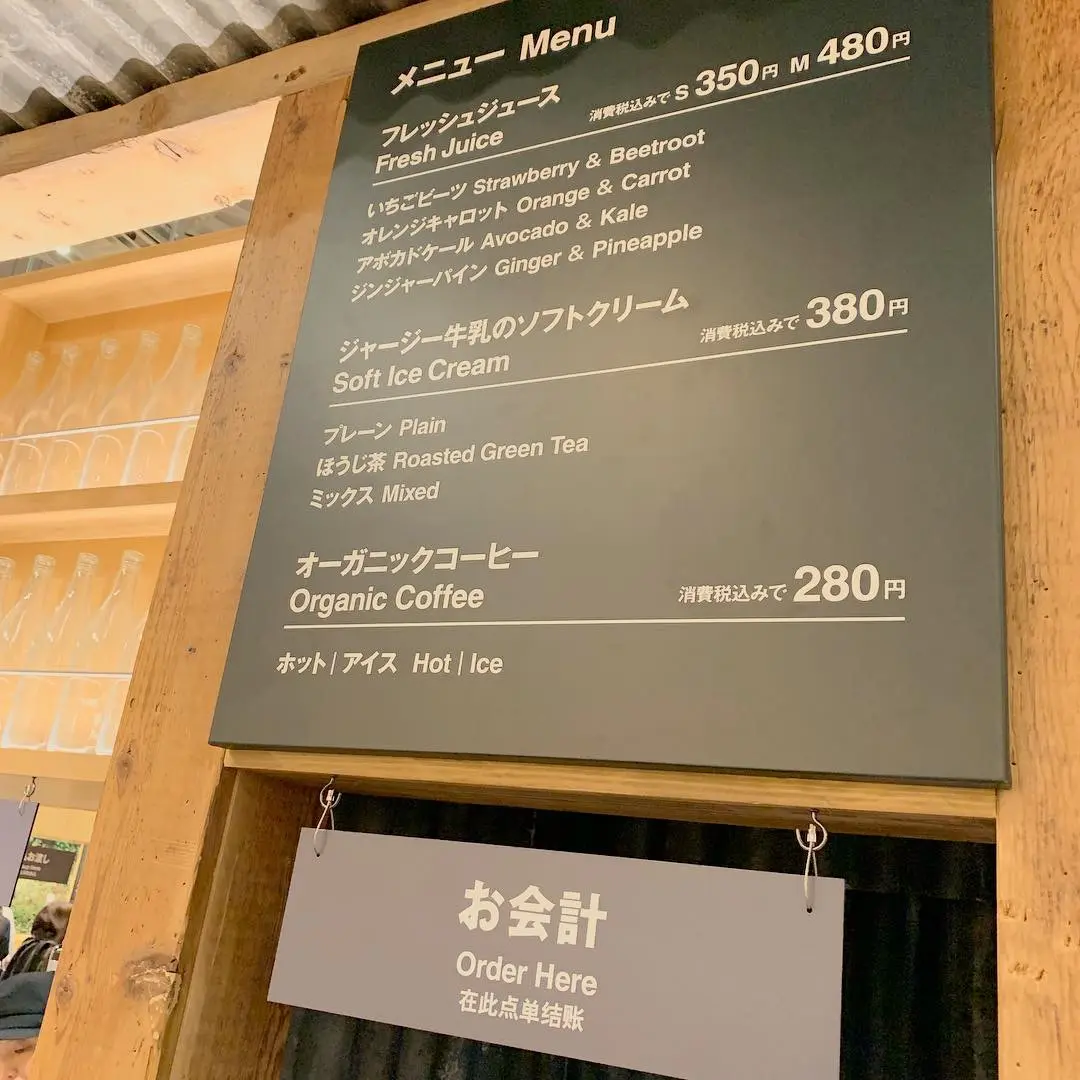 メニュー Menu
フレッシュジュース
Fresh Juice
消費税込みで S 350円 M 480円
いちごビーツ Strawberry & Beetroot
オレンジキャロット Orange & Carrot
アボカドケール Avocado & Kale
ジンジャーパイン Ginger & Pineapple
ジャージー牛乳のソフトクリーム
Soft Ice Cream
消費税込みで 380円
プレーン Plain
ほうじ茶 Roasted Green Tea
ミックス Mixed
オーガニックコーヒー
Organic Coffee
消費税込みで 280円
ホット | アイス Hot | Ice
お会計
Order Here
在此点单结账